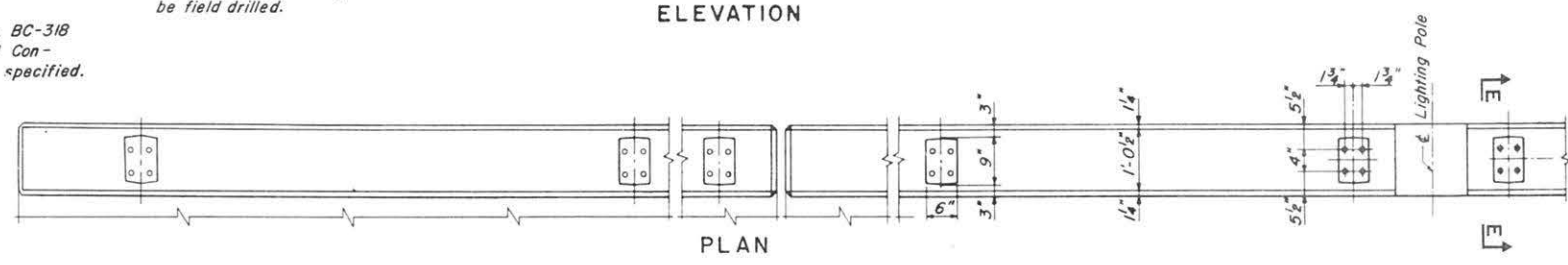 be field drilled.
ELEVATION
BC-318
Con-
specified.
1¾" 1¾"
℄ Lighting Pole
E
3" 1¼" 5½"
9" 1'-0½" 4"
6"
3" 1¼" 5½"
E
PLAN